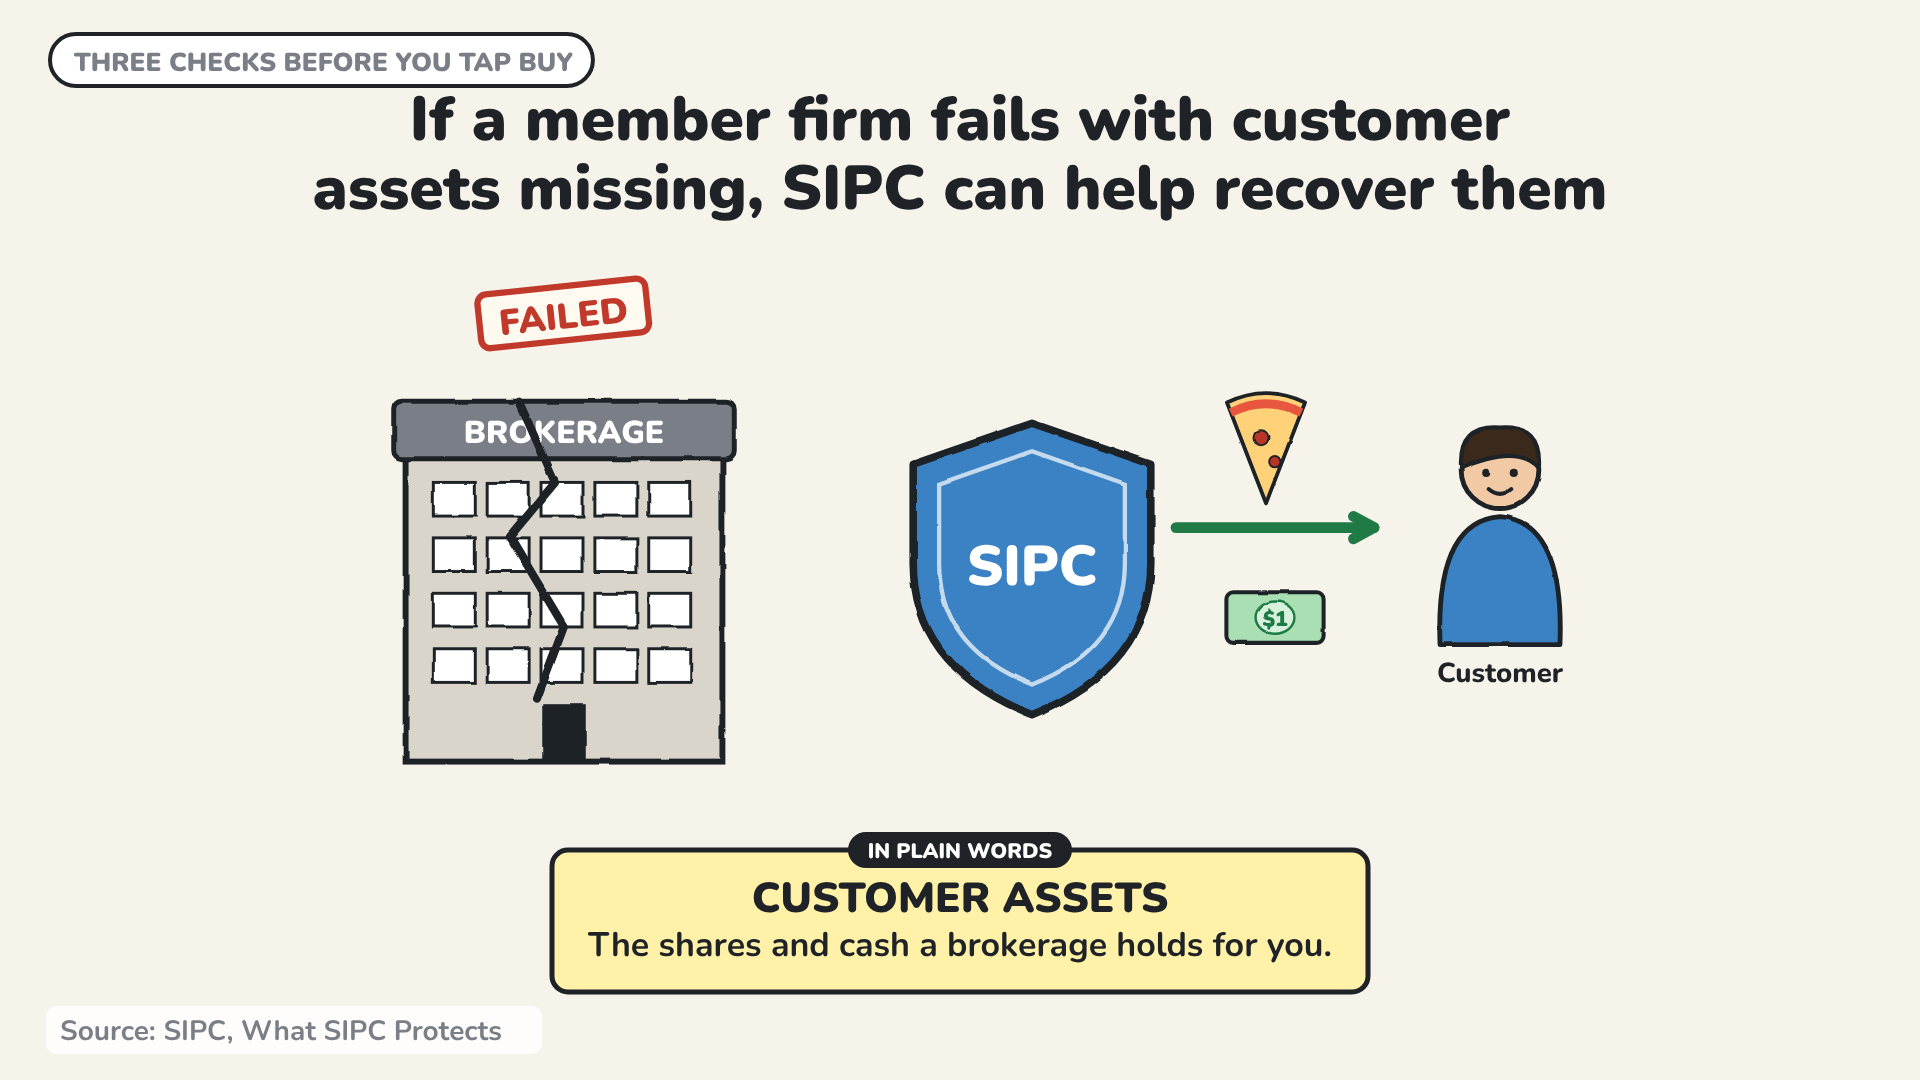 THREE CHECKS BEFORE YOU TAP BUY
If a member firm fails with customer
assets missing, SIPC can help recover them
FAILED
BROKERAGE
SIPC
$1
Customer
IN PLAIN WORDS
CUSTOMER ASSETS
The shares and cash a brokerage holds for you.
Source: SIPC, What SIPC Protects